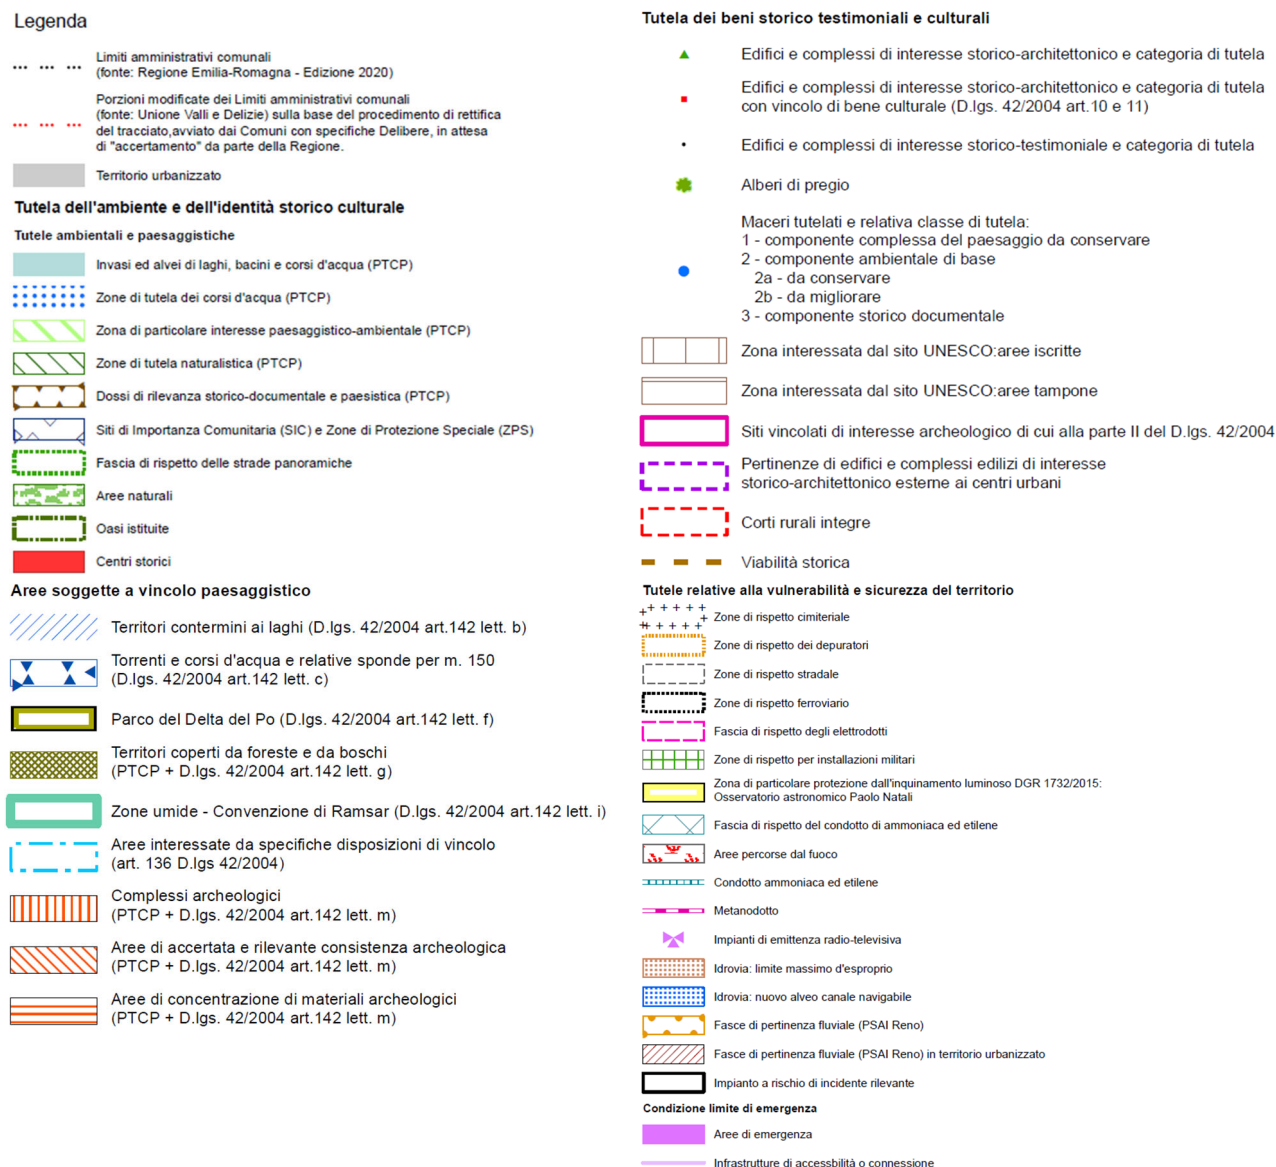 Legenda
Limiti amministrativi comunali
(fonte: Regione Emilia-Romagna - Edizione 2020)
Porzioni modificate dei Limiti amministrativi comunali
(fonte: Unione Valli e Delizie) sulla base del procedimento di rettifica
del tracciato,avviato dai Comuni con specifiche Delibere, in attesa
di "accertamento" da parte della Regione.
Territorio urbanizzato
Tutela dell'ambiente e dell'identità storico culturale
Tutele ambientali e paesaggistiche
Invasi ed alvei di laghi, bacini e corsi d'acqua (PTCP)
Zone di tutela dei corsi d'acqua (PTCP)
Zona di particolare interesse paesaggistico-ambientale (PTCP)
Zone di tutela naturalistica (PTCP)
Dossi di rilevanza storico-documentale e paesistica (PTCP)
Siti di Importanza Comunitaria (SIC) e Zone di Protezione Speciale (ZPS)
Fascia di rispetto delle strade panoramiche
Aree naturali
Oasi istituite
Centri storici
Aree soggette a vincolo paesaggistico
Territori contermini ai laghi (D.lgs. 42/2004 art.142 lett. b)
Torrenti e corsi d'acqua e relative sponde per m. 150
(D.lgs. 42/2004 art.142 lett. c)
Parco del Delta del Po (D.lgs. 42/2004 art.142 lett. f)
Territori coperti da foreste e da boschi
(PTCP + D.lgs. 42/2004 art.142 lett. g)
Zone umide - Convenzione di Ramsar (D.lgs. 42/2004 art.142 lett. i)
Aree interessate da specifiche disposizioni di vincolo
(art. 136 D.lgs 42/2004)
Complessi archeologici
(PTCP + D.lgs. 42/2004 art.142 lett. m)
Aree di accertata e rilevante consistenza archeologica
(PTCP + D.lgs. 42/2004 art.142 lett. m)
Aree di concentrazione di materiali archeologici
(PTCP + D.lgs. 42/2004 art.142 lett. m)
Tutela dei beni storico testimoniali e culturali
Edifici e complessi di interesse storico-architettonico e categoria di tutela
Edifici e complessi di interesse storico-architettonico e categoria di tutela
con vincolo di bene culturale (D.lgs. 42/2004 art.10 e 11)
Edifici e complessi di interesse storico-testimoniale e categoria di tutela
Alberi di pregio
Maceri tutelati e relativa classe di tutela:
1 - componente complessa del paesaggio da conservare
2 - componente ambientale di base
2a - da conservare
2b - da migliorare
3 - componente storico documentale
Zona interessata dal sito UNESCO:aree iscritte
Zona interessata dal sito UNESCO:aree tampone
Siti vincolati di interesse archeologico di cui alla parte II del D.lgs. 42/2004
Pertinenze di edifici e complessi edilizi di interesse
storico-architettonico esterne ai centri urbani
Corti rurali integre
Viabilità storica
Tutele relative alla vulnerabilità e sicurezza del territorio
Zone di rispetto cimiteriale
Zone di rispetto dei depuratori
Zone di rispetto stradale
Zone di rispetto ferroviario
Fascia di rispetto degli elettrodotti
Zone di rispetto per installazioni militari
Zona di particolare protezione dall'inquinamento luminoso DGR 1732/2015:
Osservatorio astronomico Paolo Natali
Fascia di rispetto del condotto di ammoniaca ed etilene
Aree percorse dal fuoco
Condotto ammoniaca ed etilene
Metanodotto
Impianti di emittenza radio-televisiva
Idrovia: limite massimo d'esproprio
Idrovia: nuovo alveo canale navigabile
Fasce di pertinenza fluviale (PSAI Reno)
Fasce di pertinenza fluviale (PSAI Reno) in territorio urbanizzato
Impianto a rischio di incidente rilevante
Condizione limite di emergenza
Aree di emergenza
Infrastrutture di accessbilità o connessione